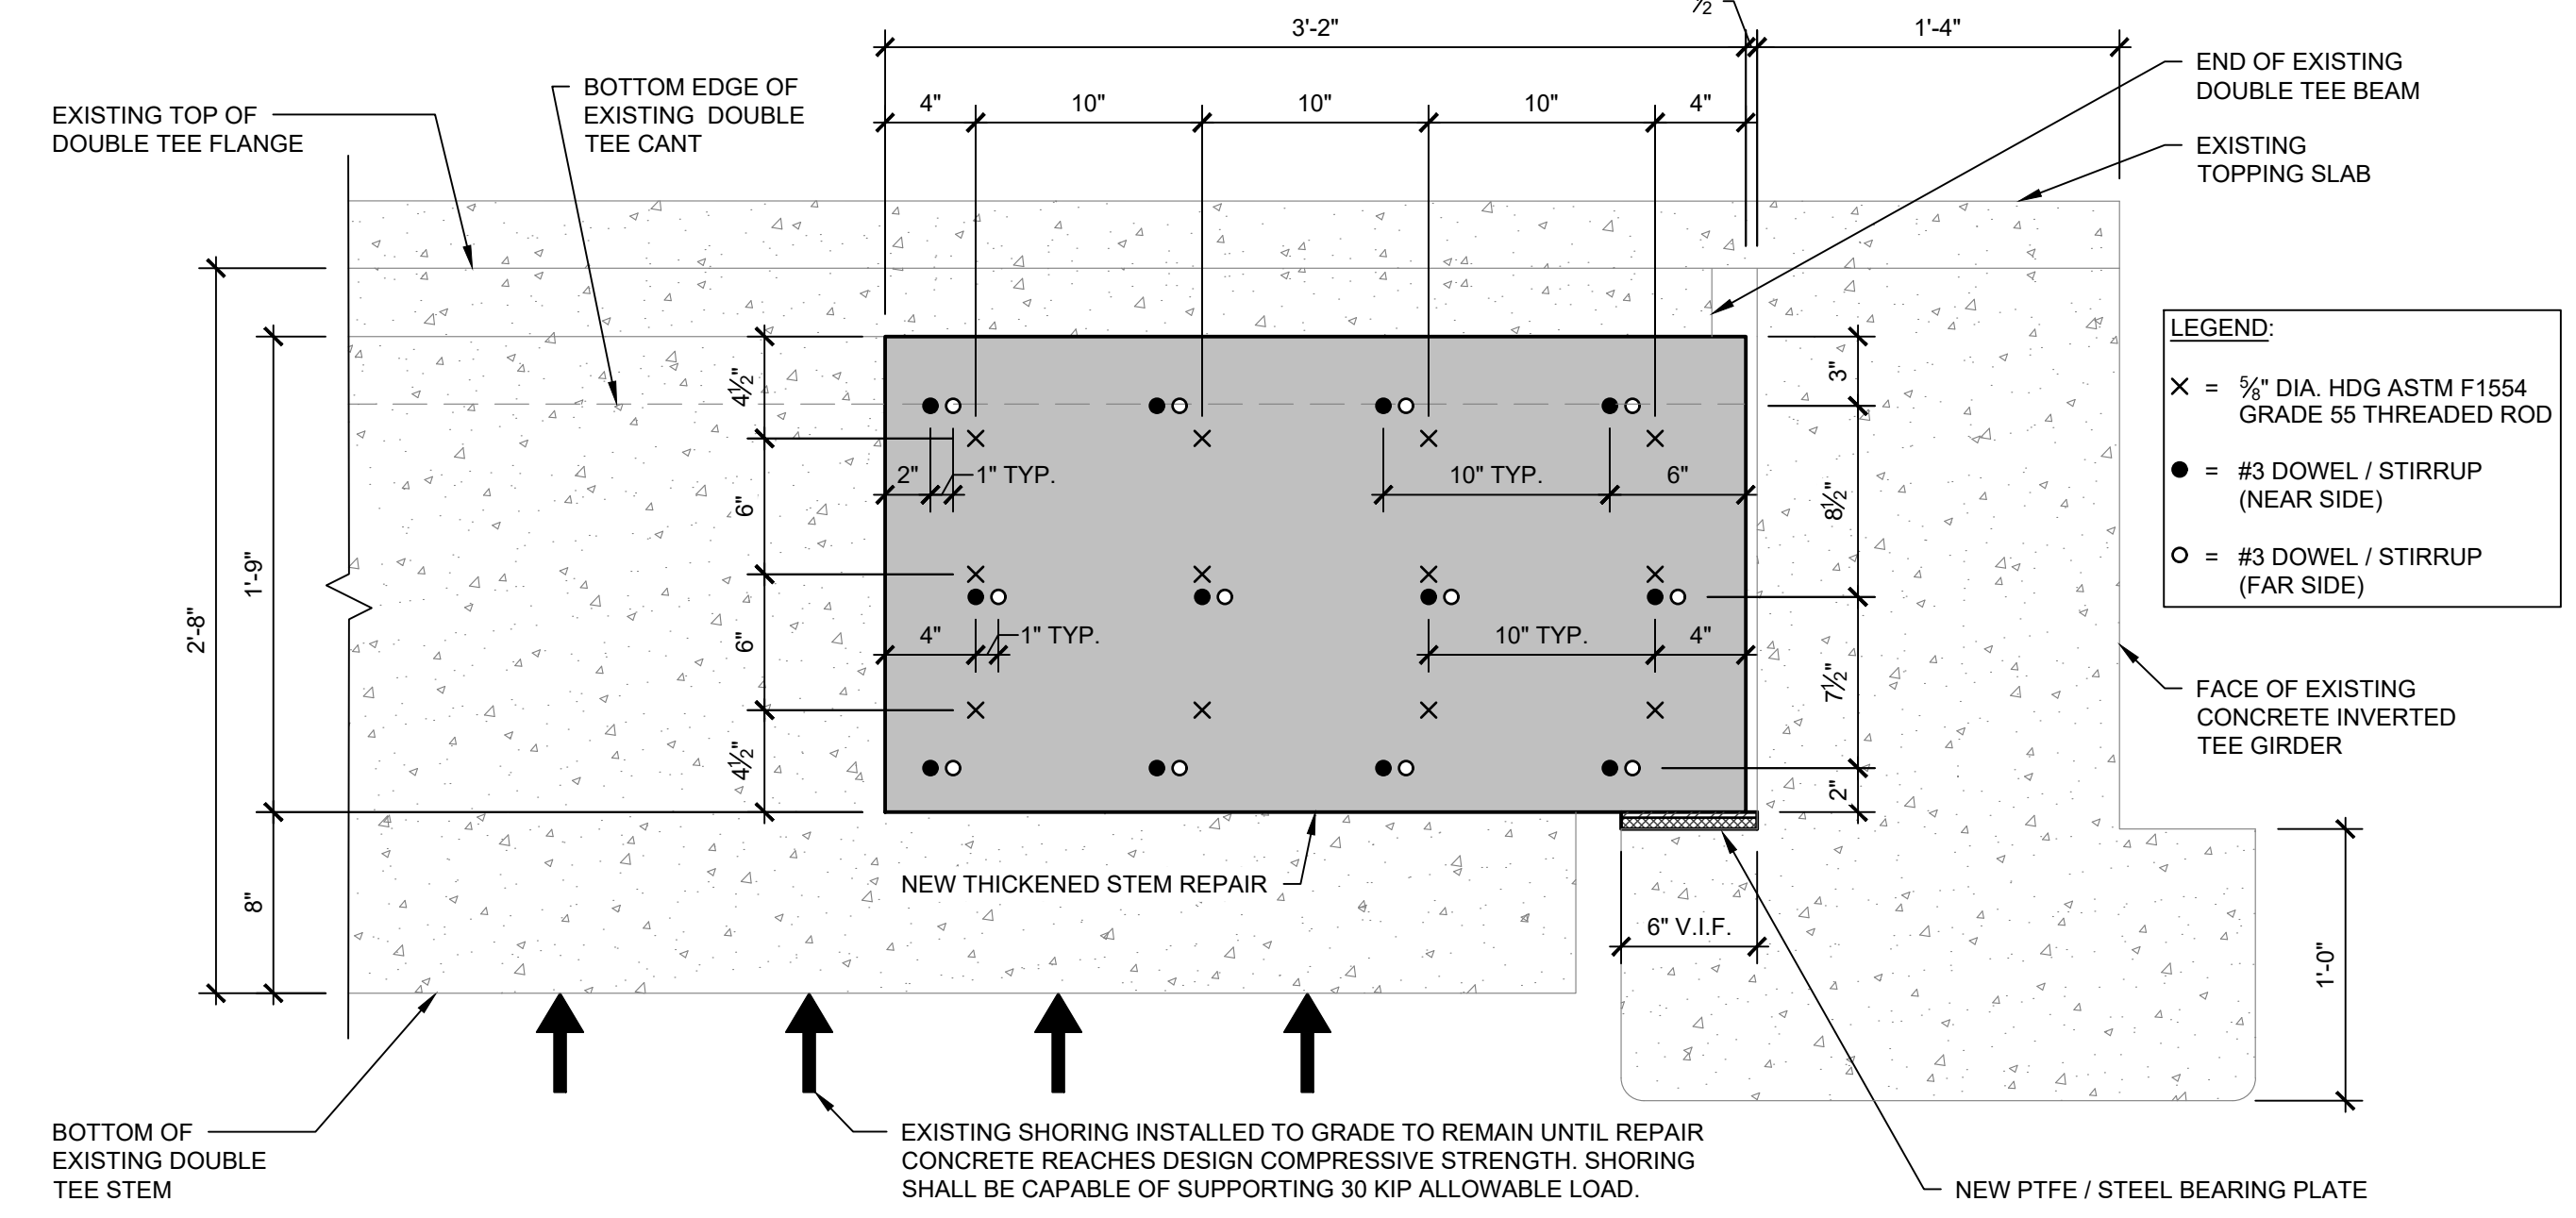 ½
3'-2"
1'-4"
END OF EXISTING
DOUBLE TEE BEAM
BOTTOM EDGE OF
EXISTING DOUBLE
TEE CANT
EXISTING TOP OF
DOUBLE TEE FLANGE
4"
10"
10"
10"
4"
EXISTING
TOPPING SLAB
LEGEND:
= ⅝" DIA. HDG ASTM F1554
GRADE 55 THREADED ROD
= #3 DOWEL / STIRRUP
(NEAR SIDE)
= #3 DOWEL / STIRRUP
(FAR SIDE)
2'-8"
1'-9"
8"
4½"
6"
6"
4½"
2"
1" TYP.
10" TYP.
6"
4"
1" TYP.
10" TYP.
4"
3"
8½"
7½"
2"
FACE OF EXISTING
CONCRETE INVERTED
TEE GIRDER
NEW THICKENED STEM REPAIR
6" V.I.F.
1'-0"
BOTTOM OF
EXISTING DOUBLE
TEE STEM
EXISTING SHORING INSTALLED TO GRADE TO REMAIN UNTIL REPAIR
CONCRETE REACHES DESIGN COMPRESSIVE STRENGTH. SHORING
SHALL BE CAPABLE OF SUPPORTING 30 KIP ALLOWABLE LOAD.
NEW PTFE / STEEL BEARING PLATE